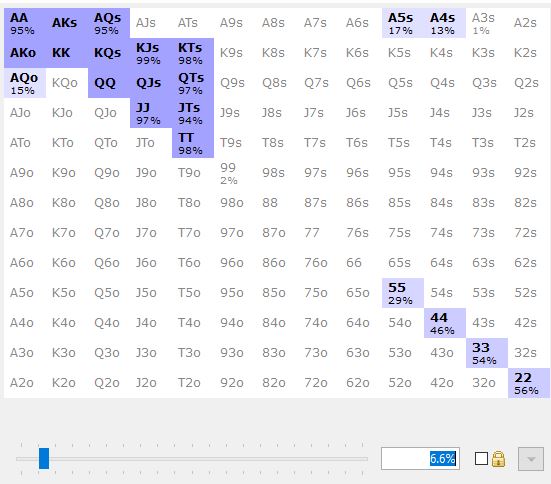 AA AKs AQs AJs ATs A9s A8s A7s A6s A5s A4s A3s A2s
95% 95% 17% 13% 1%
AKo KK KQs KJs KTs K9s K8s K7s K6s K5s K4s K3s K2s
99% 98%
AQo KQo QQ QJs QTs Q9s Q8s Q7s Q6s Q5s Q4s Q3s Q2s
15% 97%
AJo KJo QJo JJ JTs J9s J8s J7s J6s J5s J4s J3s J2s
97% 94%
ATo KTo QTo JTo TT T9s T8s T7s T6s T5s T4s T3s T2s
98%
A9o K9o Q9o J9o T9o 99 98s 97s 96s 95s 94s 93s 92s
2%
A8o K8o Q8o J8o T8o 98o 88 87s 86s 85s 84s 83s 82s
A7o K7o Q7o J7o T7o 97o 87o 77 76s 75s 74s 73s 72s
A6o K6o Q6o J6o T6o 96o 86o 76o 66 65s 64s 63s 62s
A5o K5o Q5o J5o T5o 95o 85o 75o 65o 55 54s 53s 52s
29%
A4o K4o Q4o J4o T4o 94o 84o 74o 64o 54o 44 43s 42s
46%
A3o K3o Q3o J3o T3o 93o 83o 73o 63o 53o 43o 33 32s
54%
A2o K2o Q2o J2o T2o 92o 82o 72o 62o 52o 42o 32o 22
56%
6.6%